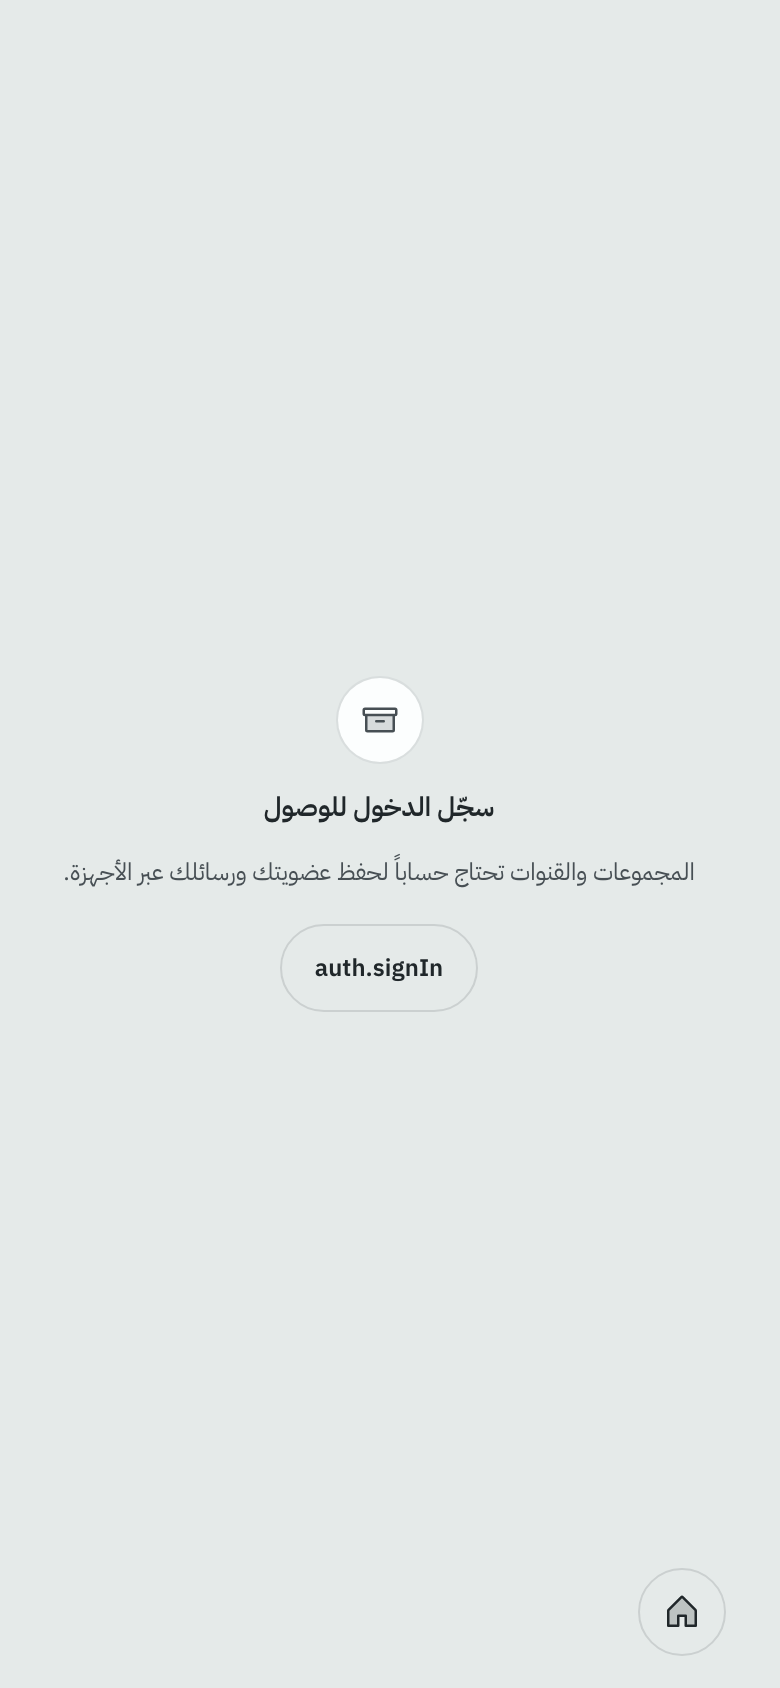 سجّل الدخول للوصول
المجموعات والقنوات تحتاج حساباً لحفظ عضويتك ورسائلك عبر الأجهزة.
auth.signIn